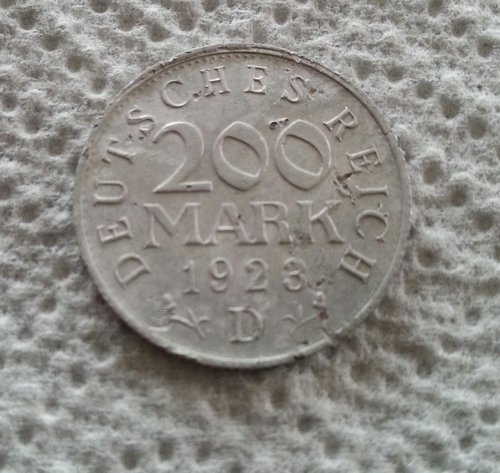 DEUTSCHES REICH
200
MARK
1923
D